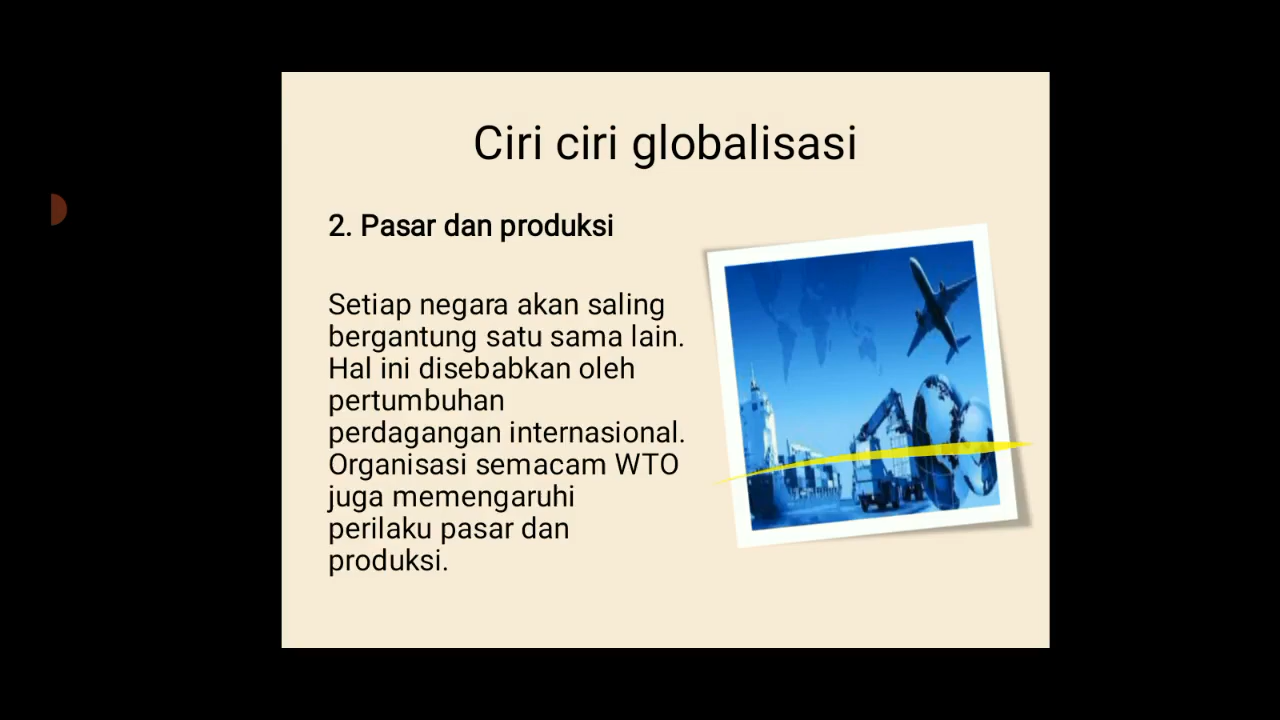 Ciri ciri globalisasi
2. Pasar dan produksi
Setiap negara akan saling
bergantung satu sama lain.
Hal ini disebabkan oleh
pertumbuhan
perdagangan internasional.
Organisasi semacam WTO
juga memengaruhi
perilaku pasar dan
produksi.